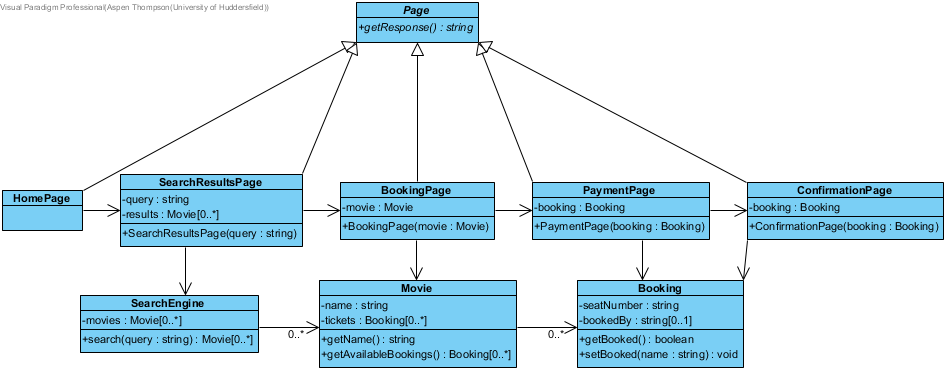 Visual Paradigm Professional(Aspen Thompson(University of Huddersfield))
Page
+getResponse() : string
HomePage
SearchResultsPage
-query : string
-results : Movie[0..*]
+SearchResultsPage(query : string)
BookingPage
-movie : Movie
+BookingPage(movie : Movie)
PaymentPage
-booking : Booking
+PaymentPage(booking : Booking)
ConfirmationPage
-booking : Booking
+ConfirmationPage(booking : Booking)
SearchEngine
-movies : Movie[0..*]
+search(query : string) : Movie[0..*]
0..*
Movie
-name : string
-tickets : Booking[0..*]
+getName() : string
+getAvailableBookings() : Booking[0..*]
0..*
Booking
-seatNumber : string
-bookedBy : string[0..1]
+getBooked() : boolean
+setBooked(name : string) : void